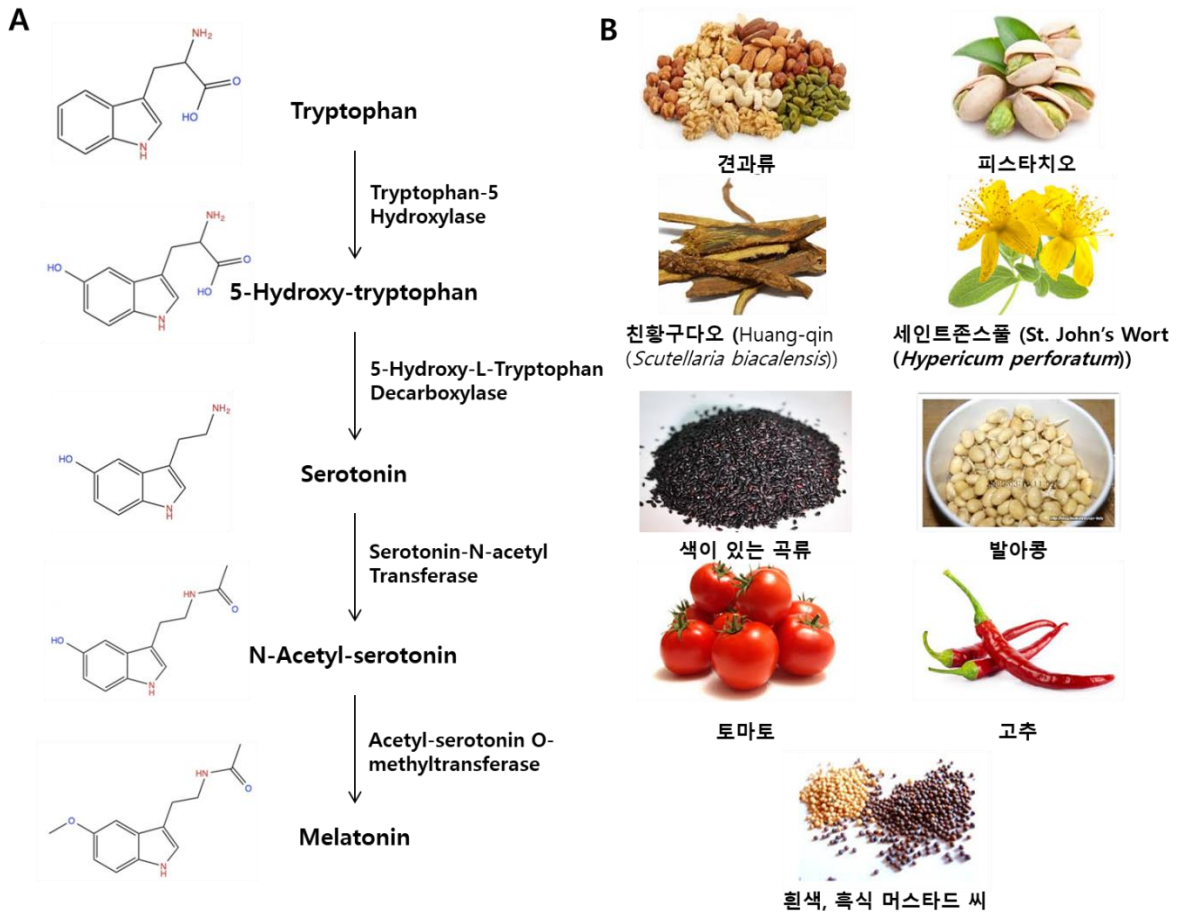 A
NH₂
O
HO
N
H
Tryptophan
Tryptophan-5
Hydroxylase
NH₂
HO
O
HO
N
H
5-Hydroxy-tryptophan
5-Hydroxy-L-Tryptophan
Decarboxylase
NH₂
HO
N
H
Serotonin
Serotonin-N-acetyl
Transferase
HN
O
HO
N
H
N-Acetyl-serotonin
Acetyl-serotonin O-
methyltransferase
HN
O
O
N
H
Melatonin
B
견과류
피스타치오
친황구다오 (Huang-qin
(Scutellaria biacalensis))
세인트존스풀 (St. John’s Wort
(Hypericum perforatum))
색이 있는 곡류
발아콩
토마토
고추
흰색, 흑식 머스타드 씨